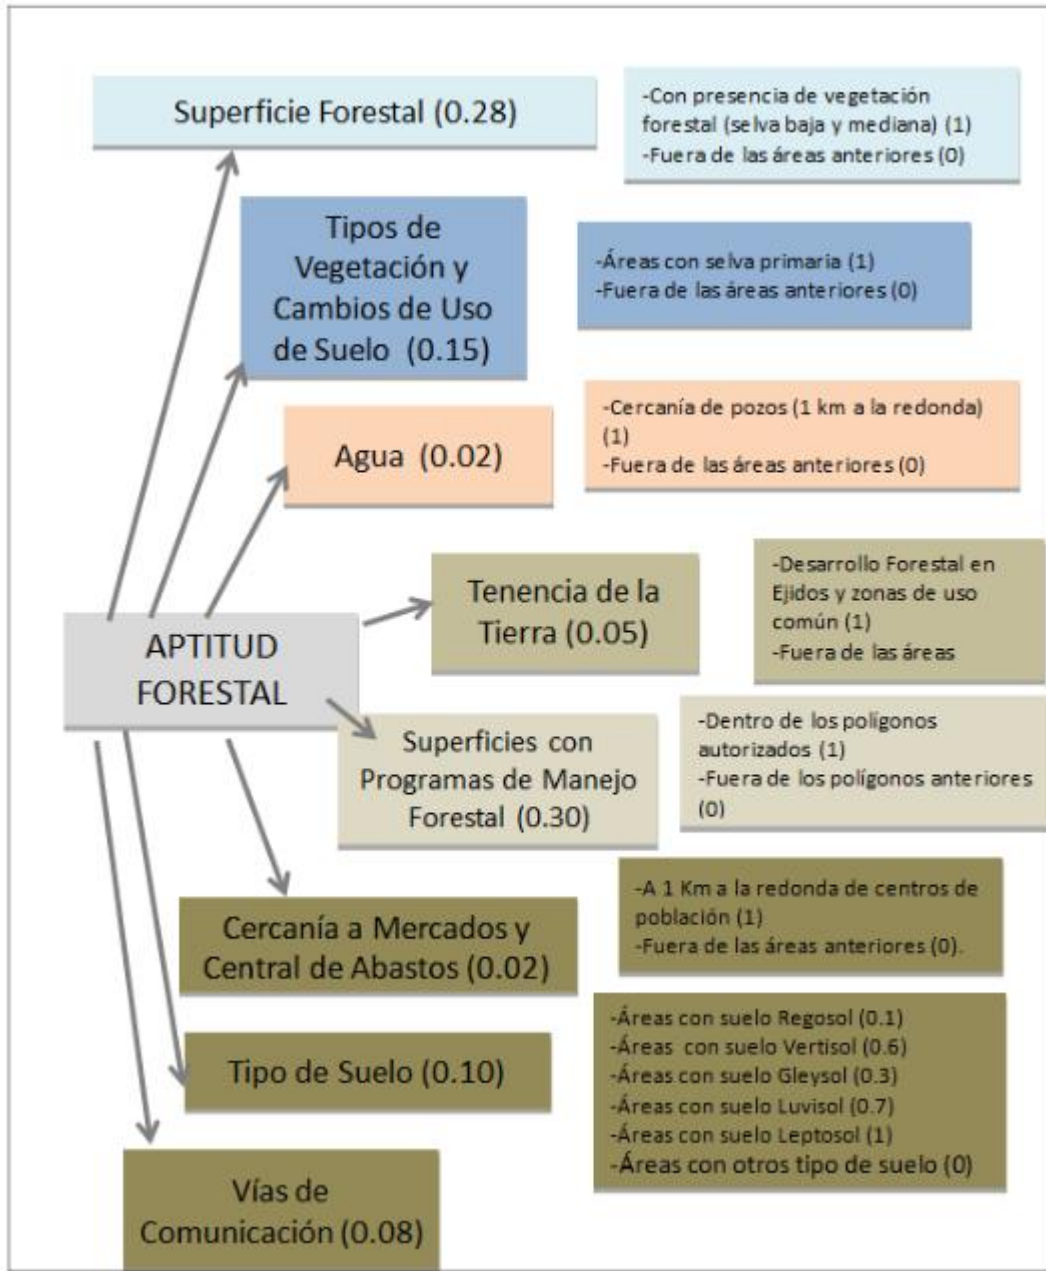 Superficie Forestal (0.28)
-Con presencia de vegetación
forestal (selva baja y mediana) (1)
-Fuera de las áreas anteriores (0)
Tipos de
Vegetación y
Cambios de Uso
de Suelo (0.15)
-Áreas con selva primaria (1)
-Fuera de las áreas anteriores (0)
Agua (0.02)
-Cercanía de pozos (1 km a la redonda)
(1)
-Fuera de las áreas anteriores (0)
Tenencia de la
Tierra (0.05)
-Desarrollo Forestal en
Ejidos y zonas de uso
común (1)
-Fuera de las áreas
APTITUD
FORESTAL
Superficies con
Programas de Manejo
Forestal (0.30)
-Dentro de los polígonos
autorizados (1)
-Fuera de los polígonos anteriores
(0)
Cercanía a Mercados y
Central de Abastos (0.02)
-A 1 Km a la redonda de centros de
población (1)
-Fuera de las áreas anteriores (0).
Tipo de Suelo (0.10)
-Áreas con suelo Regosol (0.1)
-Áreas con suelo Vertisol (0.6)
-Áreas con suelo Gleysol (0.3)
-Áreas con suelo Luvisol (0.7)
-Áreas con suelo Leptosol (1)
-Áreas con otros tipo de suelo (0)
Vías de
Comunicación (0.08)